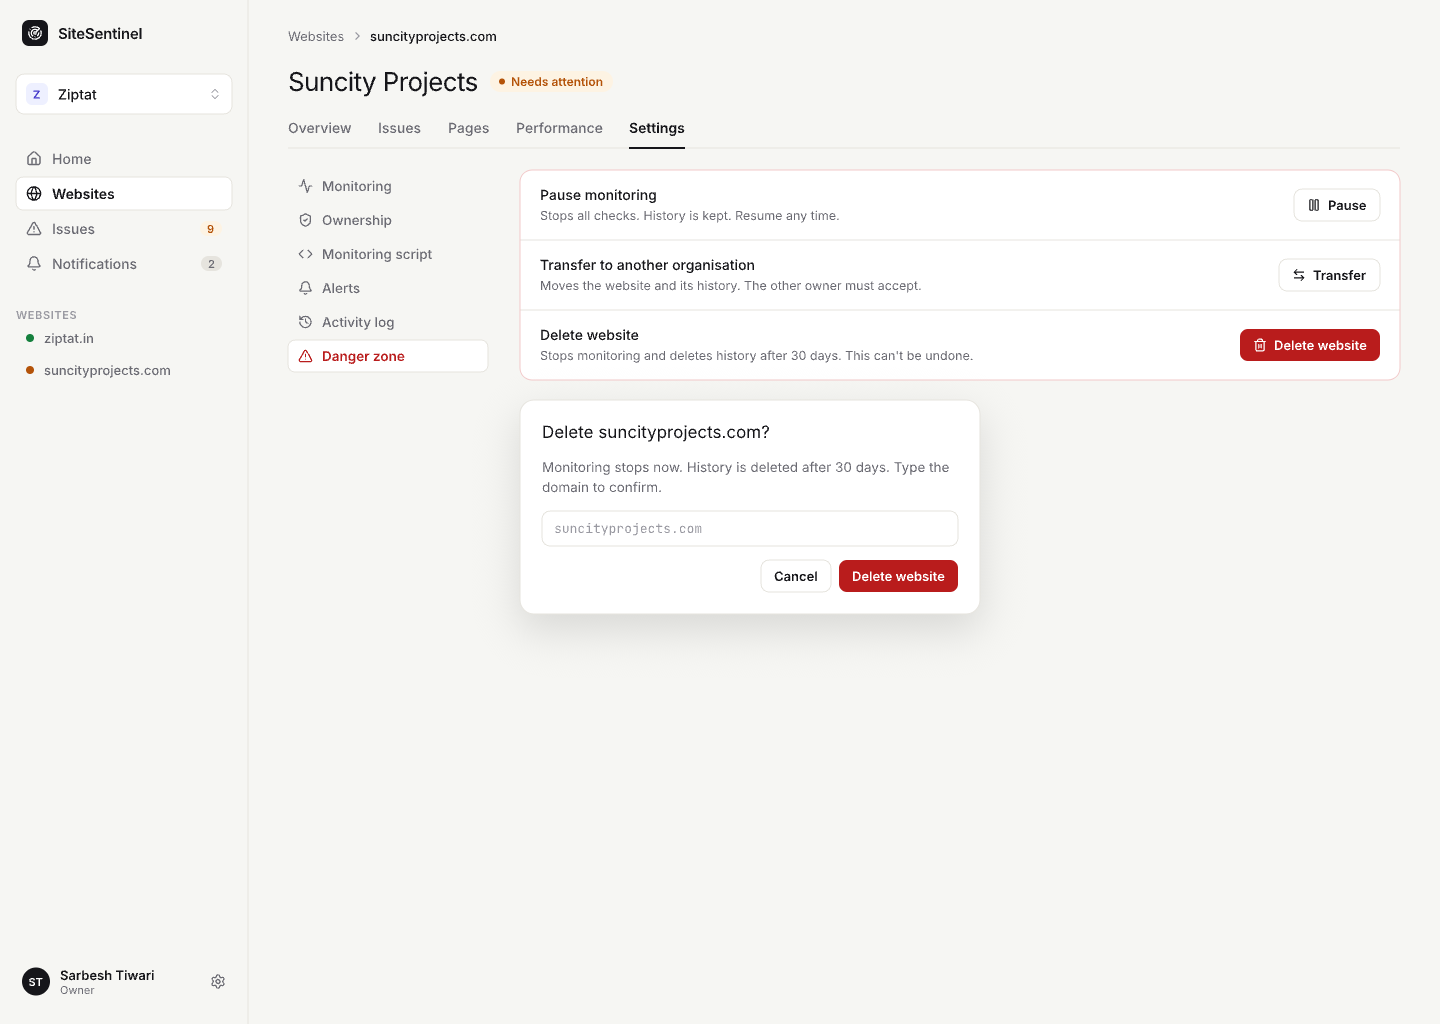 SiteSentinel
Z Ziptat
Home
Websites
Issues 9
Notifications 2
WEBSITES
ziptat.in
suncityprojects.com
ST Sarbesh Tiwari
Owner
Websites suncityprojects.com
Suncity Projects Needs attention
Overview Issues Pages Performance Settings
Monitoring
Ownership
Monitoring script
Alerts
Activity log
Danger zone
Pause monitoring
Stops all checks. History is kept. Resume any time.
Pause
Transfer to another organisation
Moves the website and its history. The other owner must accept.
Transfer
Delete website
Stops monitoring and deletes history after 30 days. This can't be undone.
Delete website
Delete suncityprojects.com?
Monitoring stops now. History is deleted after 30 days. Type the
domain to confirm.
suncityprojects.com
Cancel Delete website